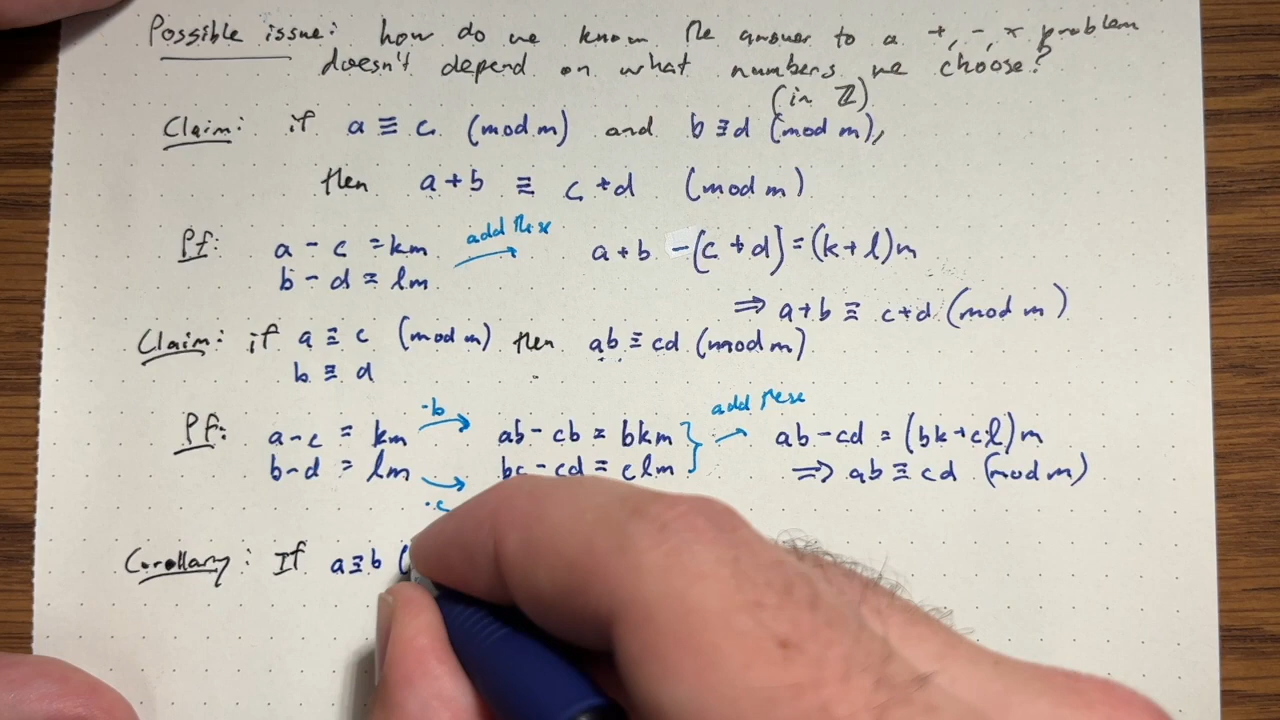 Possible issue: how do we know the answer to a +, -, × problem
doesn't depend on what numbers we choose?
(in ℤ)
Claim: if a ≡ c (mod m) and b ≡ d (mod m),
then a + b ≡ c + d (mod m)
Pf: a - c = km add these a + b - (c + d) = (k + l)m
b - d = lm
⇒ a + b ≡ c + d (mod m)
Claim: if a ≡ c (mod m) then ab ≡ cd (mod m)
b ≡ d
Pf: a - c = km ·b ab - cb = bkm } add these ab - cd = (bk + cl)m
b - d = lm ·c bc - cd = clm ⇒ ab ≡ cd (mod m)
Corollary: If a ≡ b (